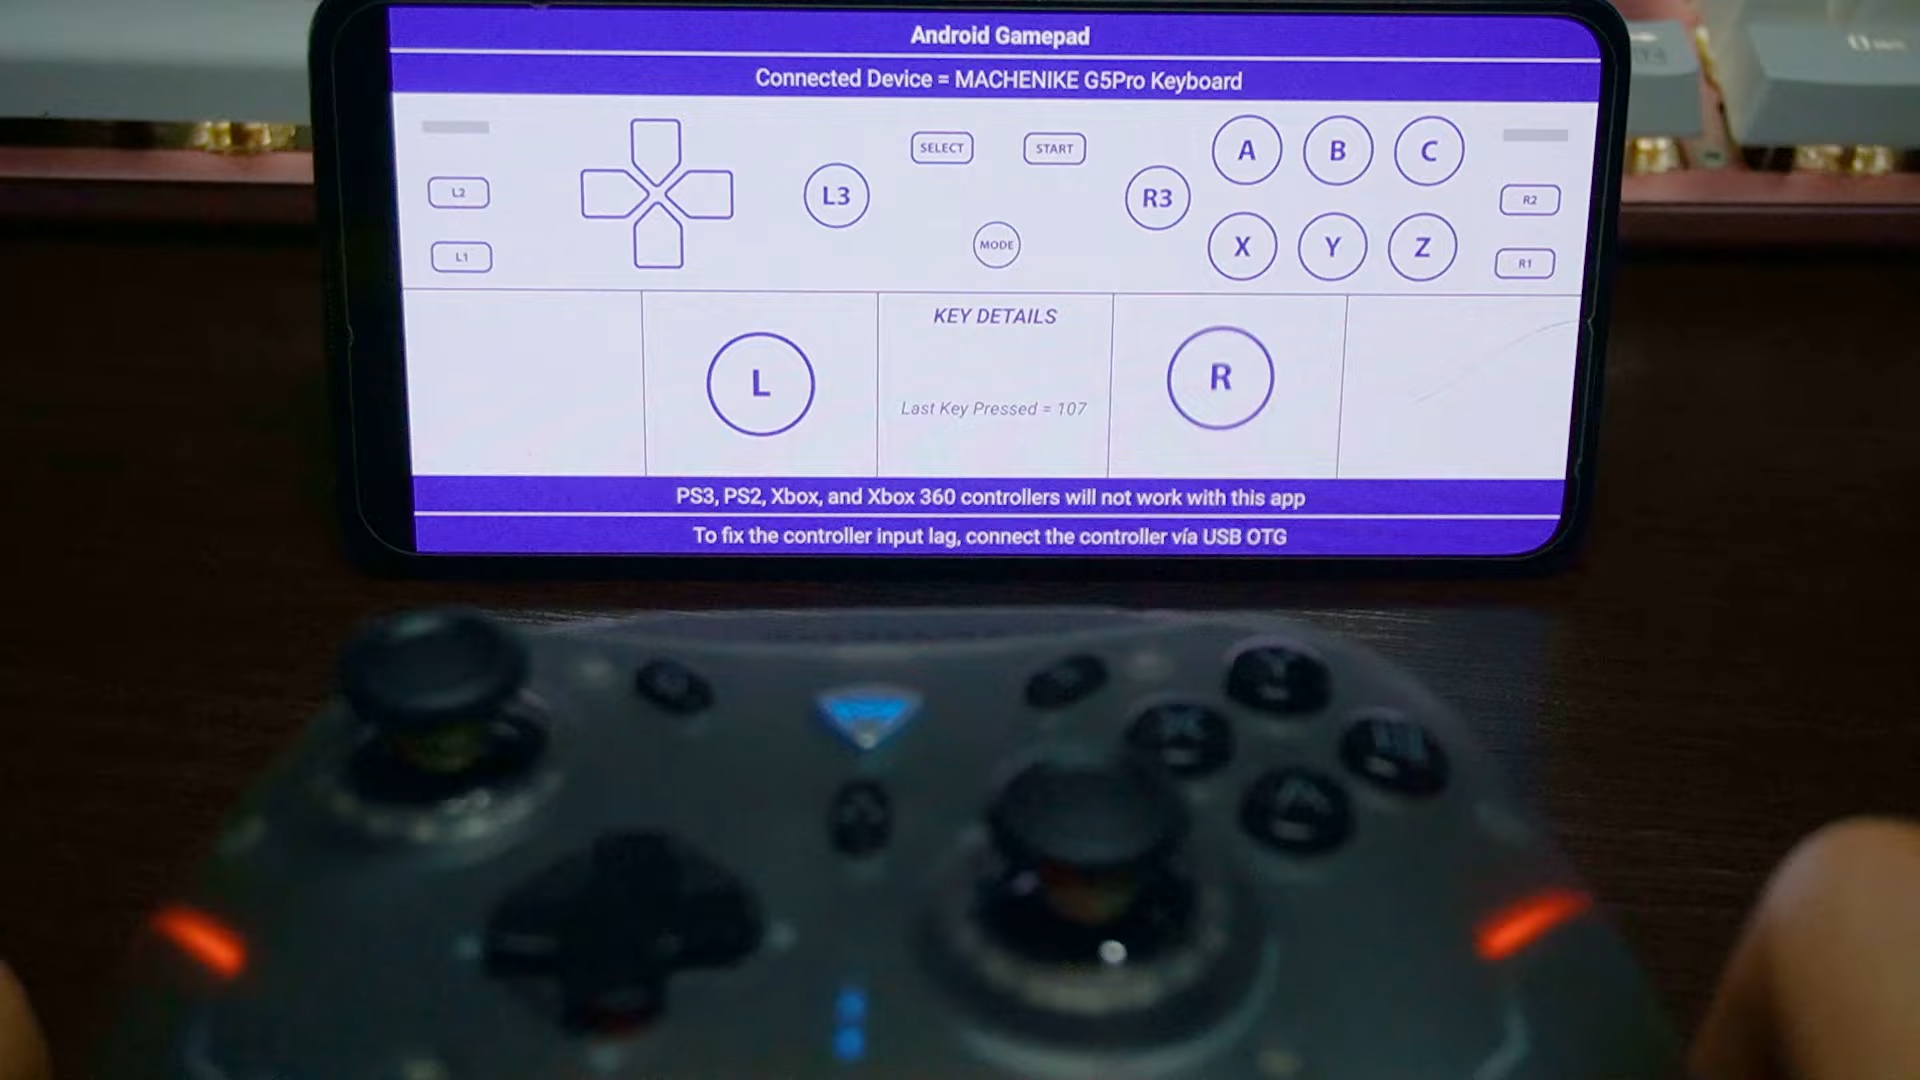 Android Gamepad
Connected Device = MACHENIKE G5Pro Keyboard
SELECT START A B C
L2 L3 R3 R2
L1 MODE X Y Z R1
KEY DETAILS
L R
Last Key Pressed = 107
PS3, PS2, Xbox, and Xbox 360 controllers will not work with this app
To fix the controller input lag, connect the controller vía USB OTG
Y
X
A